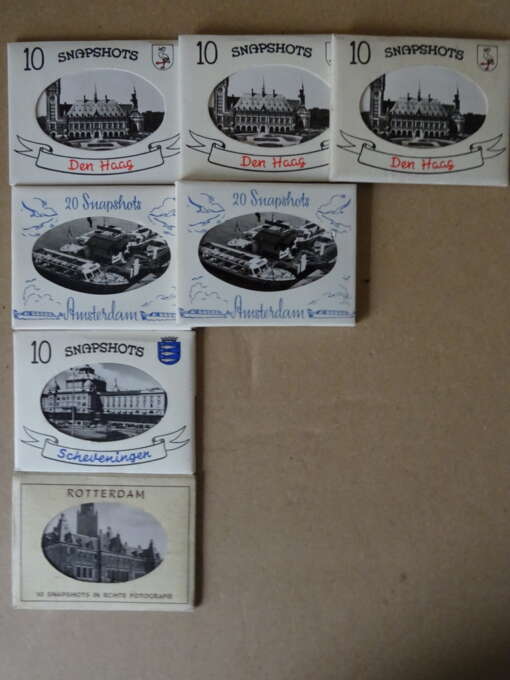 10 SNAPSHOTS
Den Haag
10 SNAPSHOTS
Den Haag
10 SNAPSHOTS
Den Haag
20 Snapshots
Amsterdam
20 Snapshots
Amsterdam
10 SNAPSHOTS
Scheveningen
ROTTERDAM
10 SNAPSHOTS IN ECHTE FOTOGRAFIE